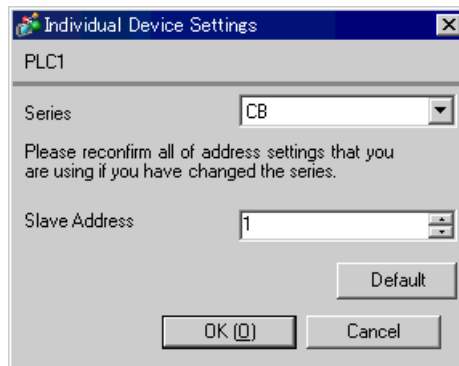 Individual Device Settings
PLC1
Series
CB
Please reconfirm all of address settings that you
are using if you have changed the series.
Slave Address
1
Default
OK (O)
Cancel